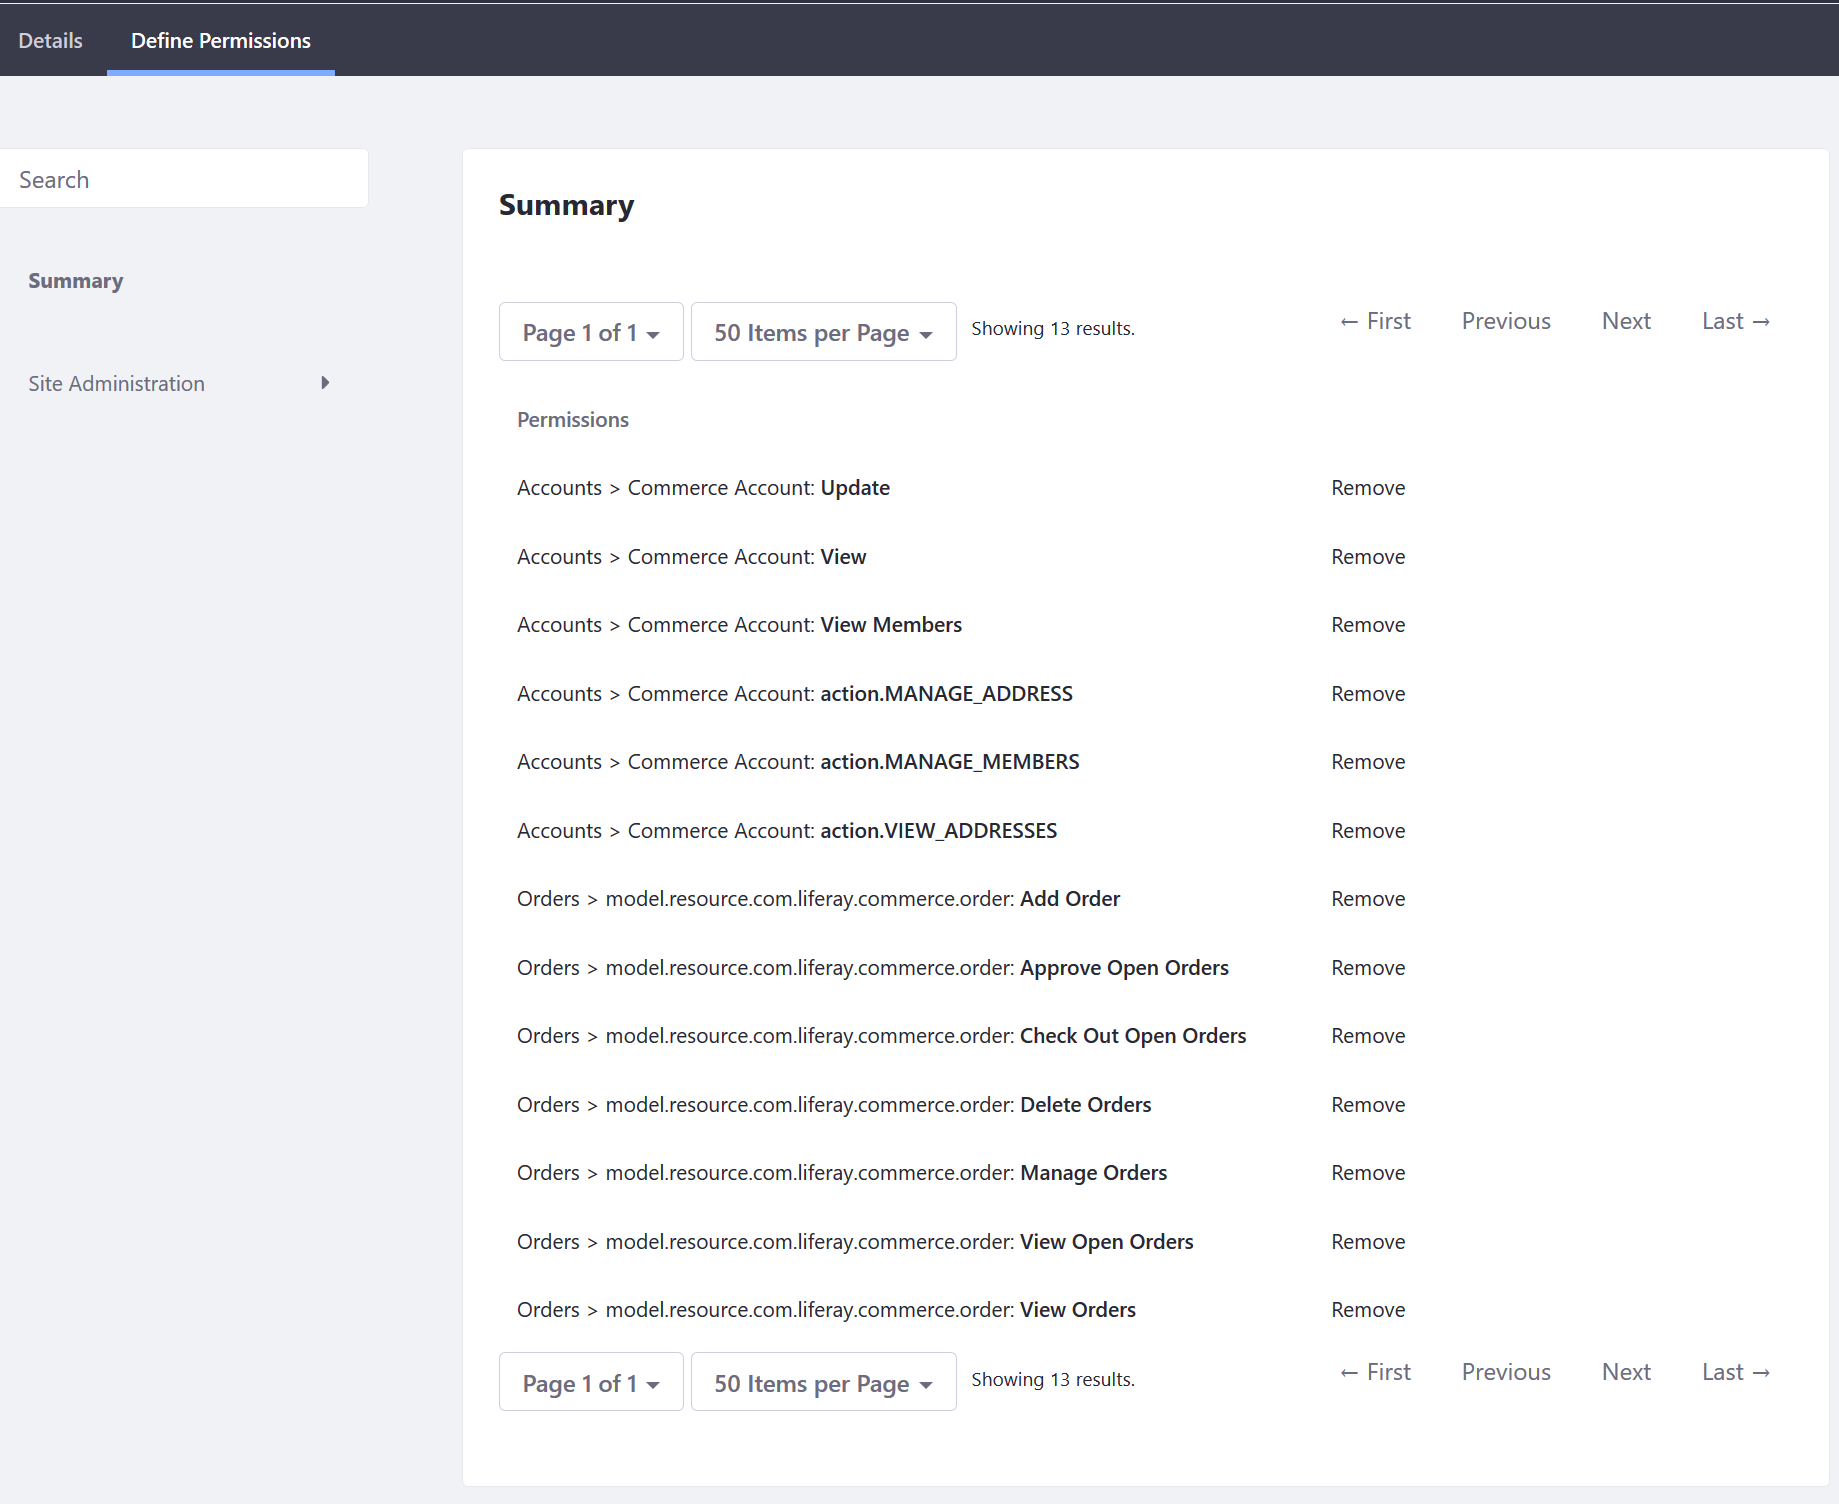 Details Define Permissions
Search
Summary
Site Administration
Summary
Page 1 of 1 50 Items per Page Showing 13 results. ← First Previous Next Last →
Permissions
Accounts > Commerce Account: Update Remove
Accounts > Commerce Account: View Remove
Accounts > Commerce Account: View Members Remove
Accounts > Commerce Account: action.MANAGE_ADDRESS Remove
Accounts > Commerce Account: action.MANAGE_MEMBERS Remove
Accounts > Commerce Account: action.VIEW_ADDRESSES Remove
Orders > model.resource.com.liferay.commerce.order: Add Order Remove
Orders > model.resource.com.liferay.commerce.order: Approve Open Orders Remove
Orders > model.resource.com.liferay.commerce.order: Check Out Open Orders Remove
Orders > model.resource.com.liferay.commerce.order: Delete Orders Remove
Orders > model.resource.com.liferay.commerce.order: Manage Orders Remove
Orders > model.resource.com.liferay.commerce.order: View Open Orders Remove
Orders > model.resource.com.liferay.commerce.order: View Orders Remove
Page 1 of 1 50 Items per Page Showing 13 results. ← First Previous Next Last →